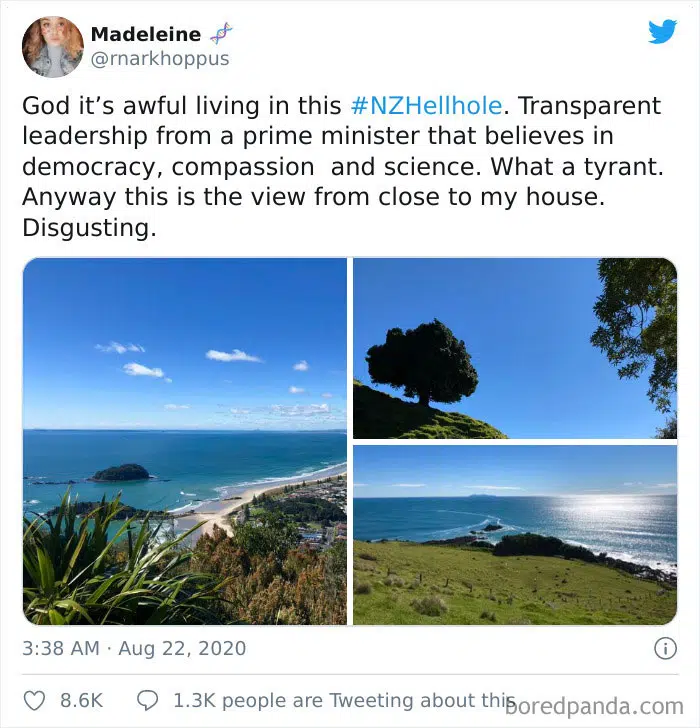 Madeleine 🧬
@rnarkhoppus
God it’s awful living in this #NZHellhole. Transparent
leadership from a prime minister that believes in
democracy, compassion  and science. What a tyrant.
Anyway this is the view from close to my house.
Disgusting.
3:38 AM · Aug 22, 2020
8.6K 1.3K people are Tweeting about this
boredpanda.com